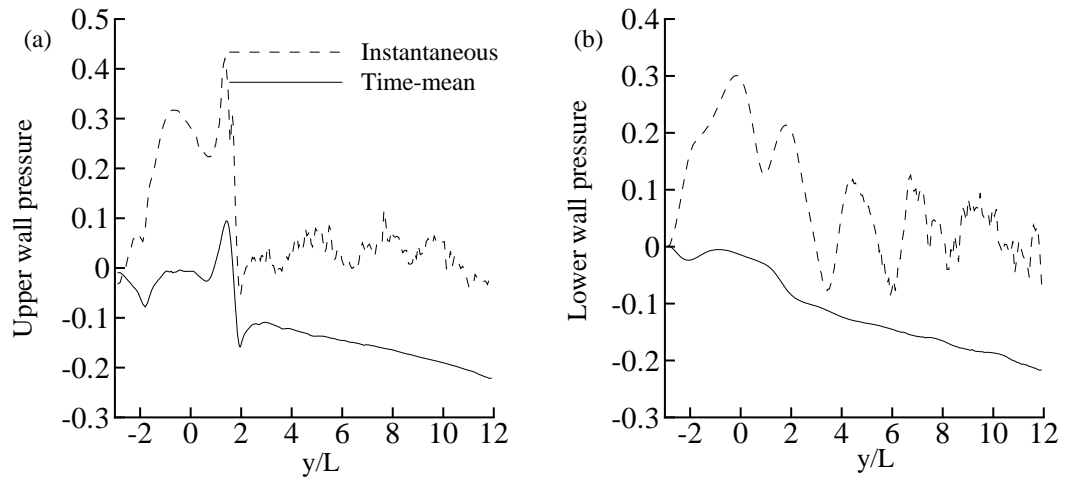 (a)
Upper wall pressure
0.5
0.4
0.3
0.2
0.1
0
-0.1
-0.2
-0.3
Instantaneous
Time-mean
-2 0 2 4 6 8 10 12
y/L
(b)
Lower wall pressure
0.4
0.3
0.2
0.1
0
-0.1
-0.2
-0.3
-2 0 2 4 6 8 10 12
y/L